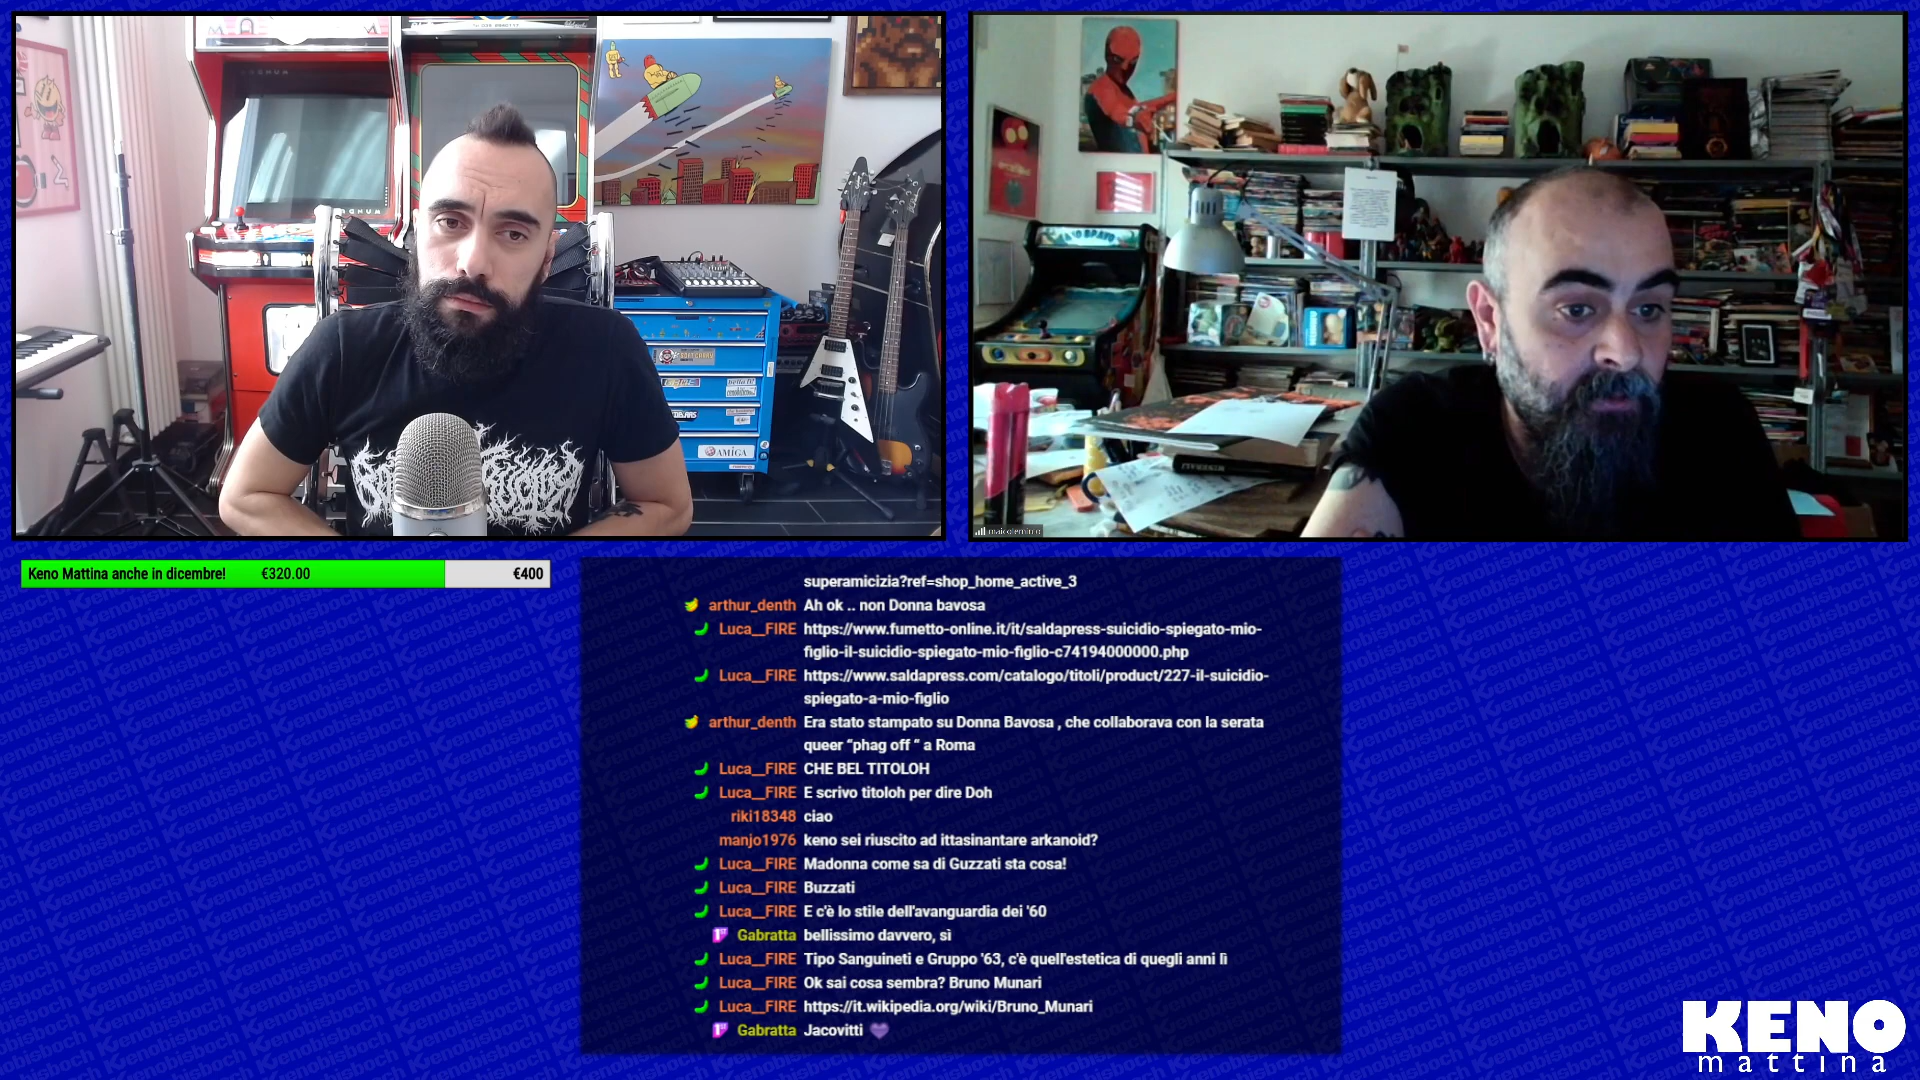 MAGNUM
AMIGA
maicolemirco
Keno Mattina anche in dicembre! €320.00 €400
superamicizia?ref=shop_home_active_3
arthur_denth Ah ok .. non Donna bavosa
Luca__FIRE https://www.fumetto-online.it/it/saldapress-suicidio-spiegato-mio-
figlio-il-suicidio-spiegato-mio-figlio-c74194000000.php
Luca__FIRE https://www.saldapress.com/catalogo/titoli/product/227-il-suicidio-
spiegato-a-mio-figlio
arthur_denth Era stato stampato su Donna Bavosa , che collaborava con la serata
queer “phag off “ a Roma
Luca__FIRE CHE BEL TITOLOH
Luca__FIRE E scrivo titoloh per dire Doh
riki18348 ciao
manjo1976 keno sei riuscito ad ittasinantare arkanoid?
Luca__FIRE Madonna come sa di Guzzati sta cosa!
Luca__FIRE Buzzati
Luca__FIRE E c'è lo stile dell'avanguardia dei '60
Gabratta bellissimo davvero, sì
Luca__FIRE Tipo Sanguineti e Gruppo '63, c'è quell'estetica di quegli anni lì
Luca__FIRE Ok sai cosa sembra? Bruno Munari
Luca__FIRE https://it.wikipedia.org/wiki/Bruno_Munari
Gabratta Jacovitti
KENO
mattina